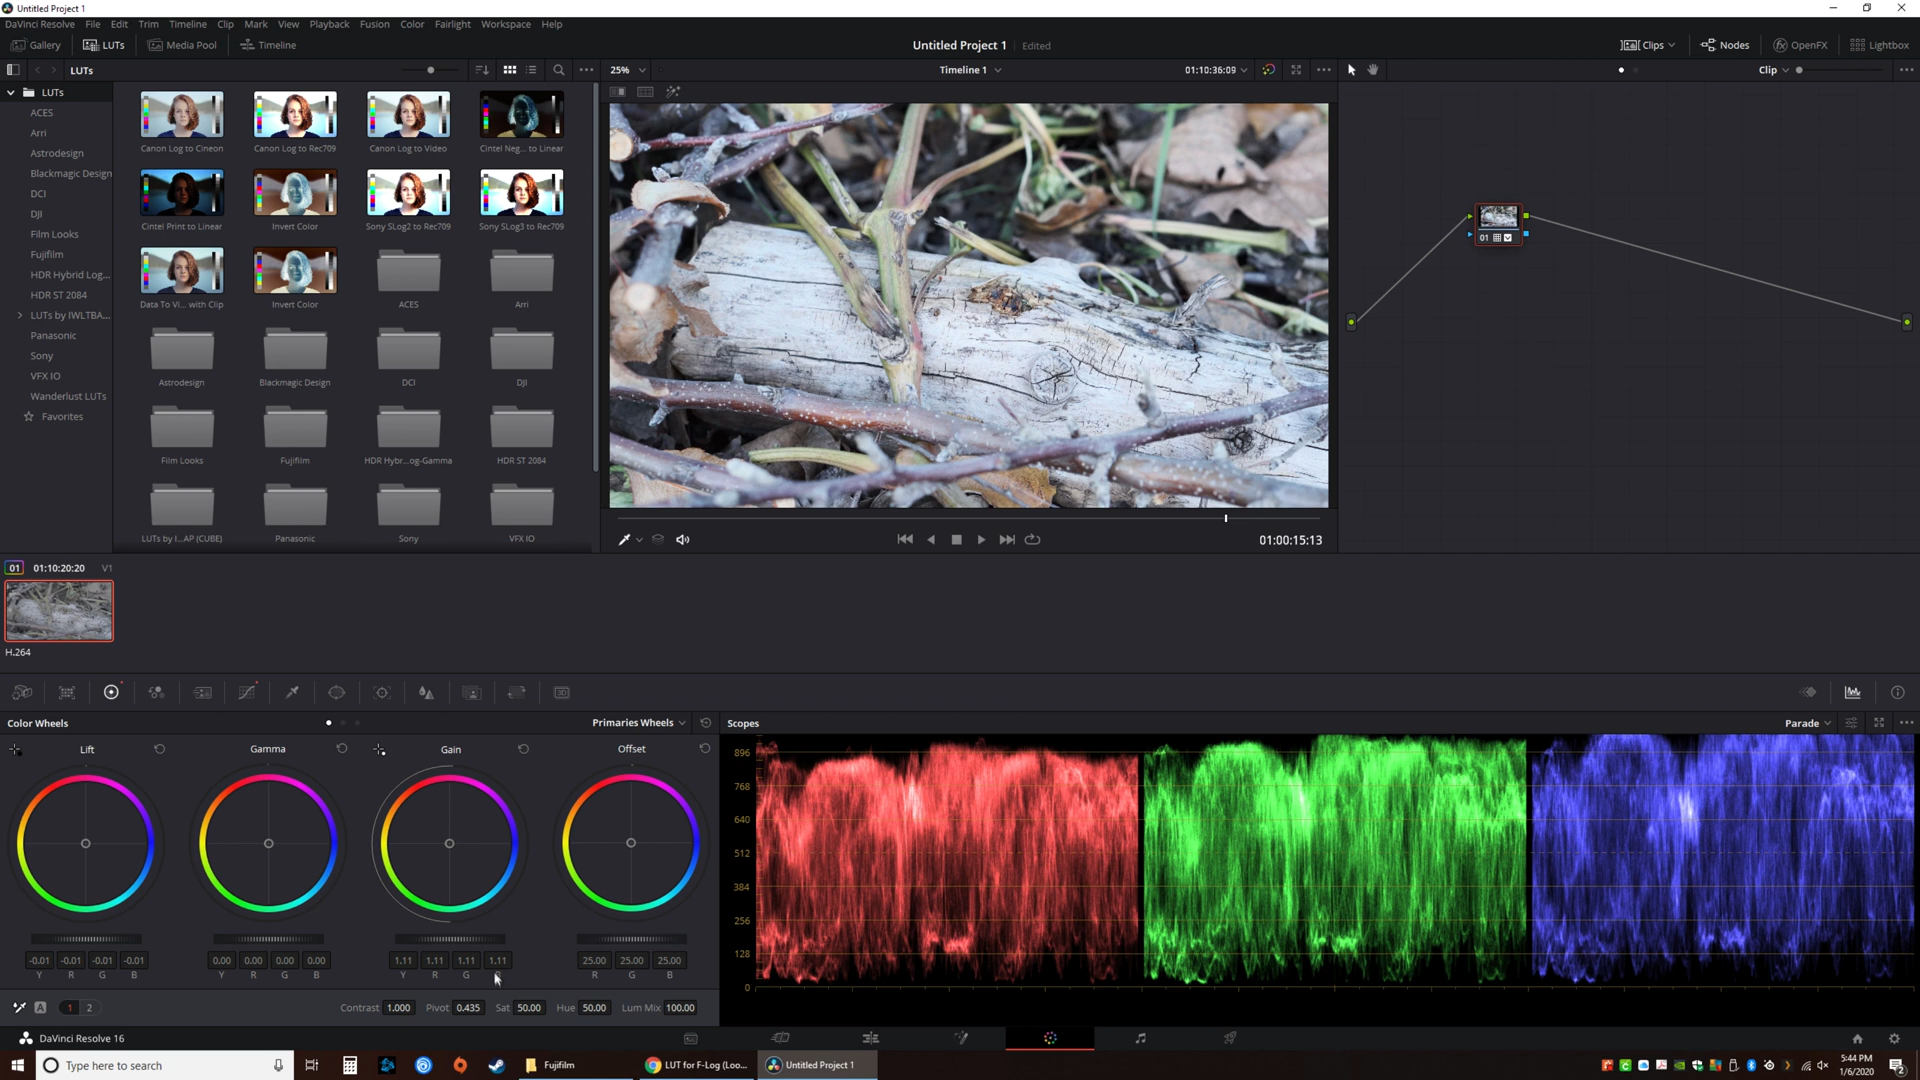 Untitled Project 1
DaVinci Resolve File Edit Trim Timeline Clip Mark View Playback Fusion Color Fairlight Workspace Help
Gallery LUTs Media Pool Timeline Untitled Project 1 Edited Clips Nodes OpenFX Lightbox
LUTs 25% Timeline 1 01:10:36:09 Clip
LUTs
ACES
Arri
Astrodesign
Blackmagic Design
DCI
DJI
Film Looks
Fujifilm
HDR Hybrid Log...
HDR ST 2084
LUTs by IWLTBA...
Panasonic
Sony
VFX IO
Wanderlust LUTs
Favorites
Canon Log to Cineon Canon Log to Rec709 Canon Log to Video Cintel Neg... to Linear
Cintel Print to Linear Invert Color Sony SLog2 to Rec709 Sony SLog3 to Rec709
Data To Vi... with Clip Invert Color ACES Arri
Astrodesign Blackmagic Design DCI DJI
Film Looks Fujifilm HDR Hybr...og-Gamma HDR ST 2084
LUTs by I...AP (CUBE) Panasonic Sony VFX IO
01
01:00:15:13
01 01:10:20:20 V1
H.264
Color Wheels Primaries Wheels Scopes Parade
Lift Gamma Gain Offset
896
768
640
512
384
256
128
0
-0.01 -0.01 -0.01 -0.01 0.00 0.00 0.00 0.00 1.11 1.11 1.11 1.11 25.00 25.00 25.00
Y R G B Y R G B Y R G R G B
A 1 2 Contrast 1.000 Pivot 0.435 Sat 50.00 Hue 50.00 Lum Mix 100.00
DaVinci Resolve 16
Type here to search Fujifilm LUT for F-Log (Loo... Untitled Project 1 5:44 PM
1/6/2020
2